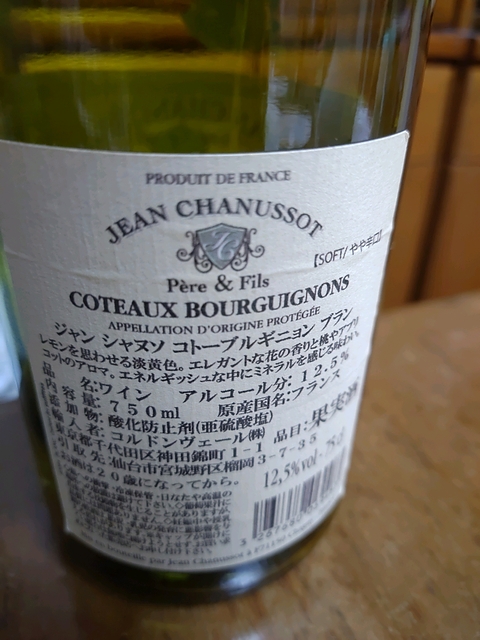 PRODUIT DE FRANCE
JEAN CHANUSSOT
JC
Père & Fils
【SOFT/ やや辛口】
COTEAUX BOURGUIGNONS
APPELLATION D'ORIGINE PROTÉGÉE
ジャン シャヌソ コトーブルギニョン ブラン
レモンを思わせる淡黄色。エレガントな花の香りと桃やアプリ
コットのアロマ。エネルギッシュな中にミネラルを感じる味わい。
品 名:ワイン アルコール分:12.5%
内容量:750ml 原産国名:フランス
添加物:酸化防止剤(亜硫酸塩)
輸入者:コルドンヴェール㈱ 品目:果実酒
東京都千代田区神田錦町1-1
引取先:仙台市宮城野区榴岡3-7-35
お酒は20歳になってから。
12,5%vol - 75cl
par Jean Chanussot à